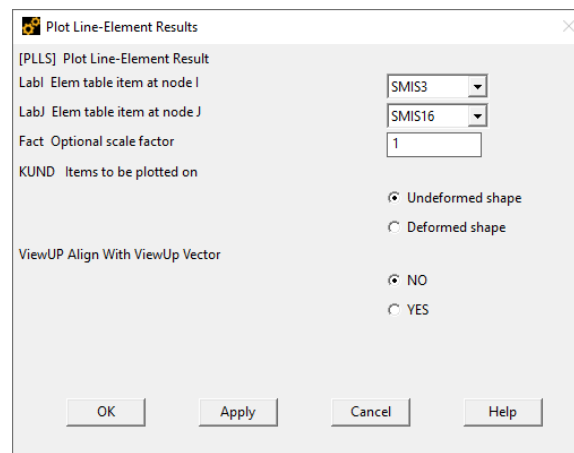 Plot Line-Element Results
[PLLS] Plot Line-Element Result
LabI Elem table item at node I
SMIS3
LabJ Elem table item at node J
SMIS16
Fact Optional scale factor
1
KUND Items to be plotted on
Undeformed shape
Deformed shape
ViewUP Align With ViewUp Vector
NO
YES
OK Apply Cancel Help